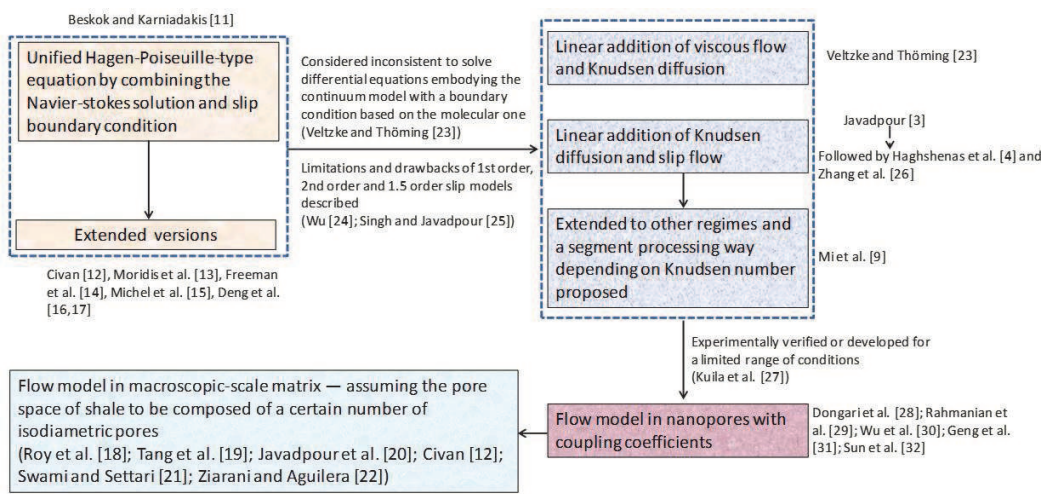 Beskok and Karniadakis [11]
Unified Hagen-Poiseuille-type
equation by combining the
Navier-stokes solution and slip
boundary condition
Extended versions
Civan [12], Moridis et al. [13], Freeman
et al. [14], Michel et al. [15], Deng et al.
[16,17]
Considered inconsistent to solve
differential equations embodying the
continuum model with a boundary
condition based on the molecular one
(Veltzke and Thöming [23])
Limitations and drawbacks of 1st order,
2nd order and 1.5 order slip models
described
(Wu [24]; Singh and Javadpour [25])
Linear addition of viscous flow
and Knudsen diffusion
Veltzke and Thöming [23]
Linear addition of Knudsen
diffusion and slip flow
Javadpour [3]
Followed by Haghshenas et al. [4] and
Zhang et al. [26]
Extended to other regimes and
a segment processing way
depending on Knudsen number
proposed
Mi et al. [9]
Experimentally verified or developed for
a limited range of conditions
(Kuila et al. [27])
Flow model in nanopores with
coupling coefficients
Dongari et al. [28]; Rahmanian et
al. [29]; Wu et al. [30]; Geng et al.
[31]; Sun et al. [32]
Flow model in macroscopic-scale matrix — assuming the pore
space of shale to be composed of a certain number of
isodiametric pores
(Roy et al. [18]; Tang et al. [19]; Javadpour et al. [20]; Civan [12];
Swami and Settari [21]; Ziarani and Aguilera [22])